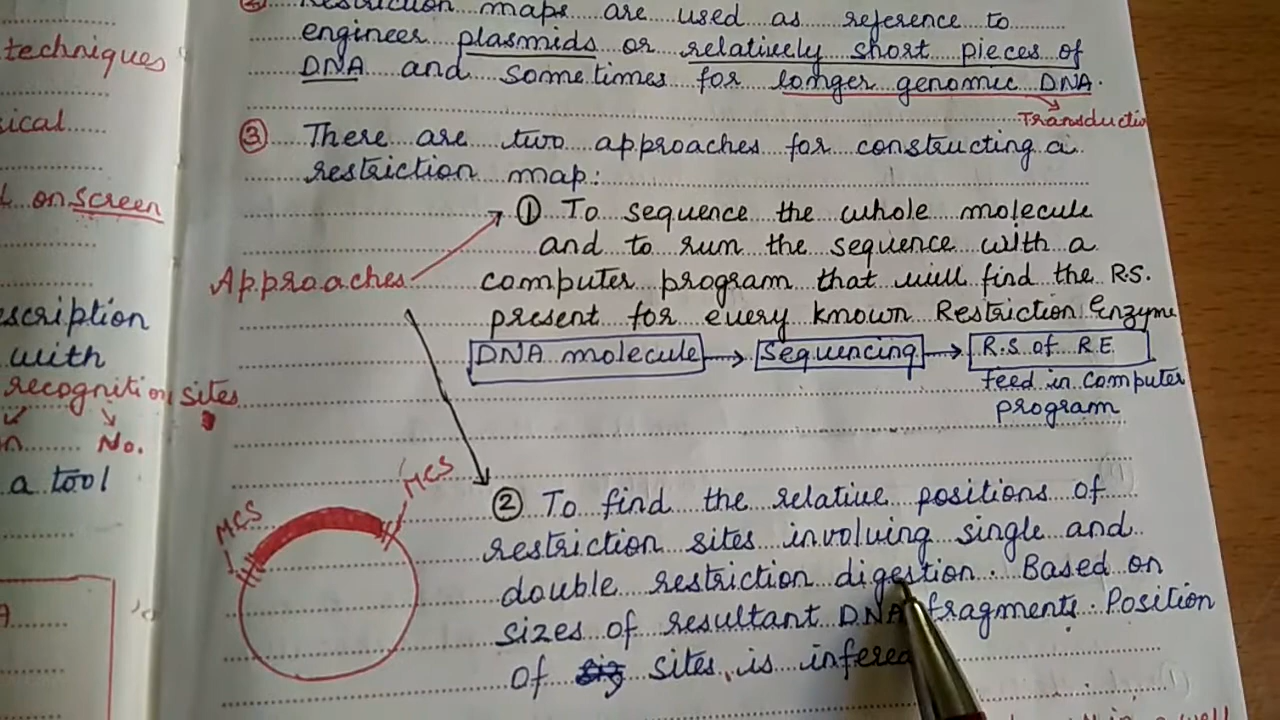 techniques
ical
on screen
scription
with
recognition sites
No.
a tool
② Restriction maps are used as reference to
engineer plasmids or relatively short pieces of
DNA and sometimes for longer genomic DNA.
Transductio
③ There are two approaches for constructing a
restriction map:
Approaches
① To sequence the whole molecule
and to run the sequence with a
computer program that will find the R.S.
present for every known Restriction Enzyme
DNA molecule → Sequencing → R.S of R.E
feed in computer
program
MCS
MCS
② To find the relative positions of
restriction sites involving single and
double restriction digestion. Based on
sizes of resultant DNA fragments. Position
of sites is infered